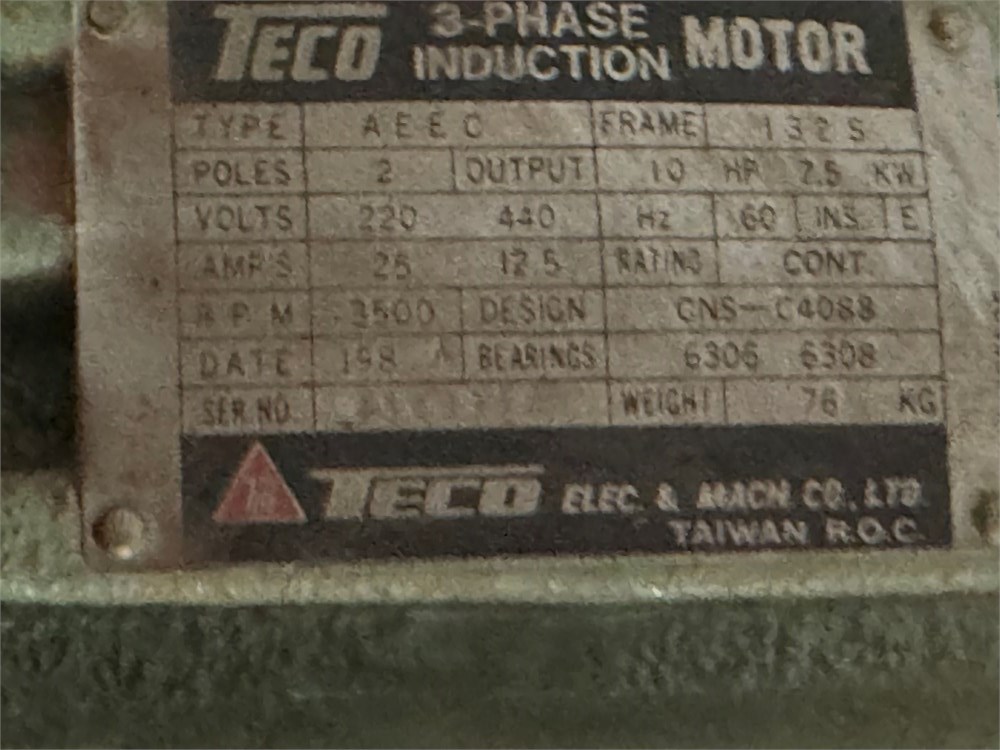 TECO 3-PHASE INDUCTION MOTOR
TYPE AEEC FRAME 132S
POLES 2 OUTPUT 10 HP 7.5 KW
VOLTS 220 440 Hz 60 INS. E
AMP'S 25 12.5 RATING CONT.
R.P.M 3500 DESIGN CNS-C4088
DATE 198 BEARINGS 6306 6308
SER.NO. WEIGHT 76 KG
TECO ELEC. & MACH. CO., LTD.
TAIWAN R.O.C.